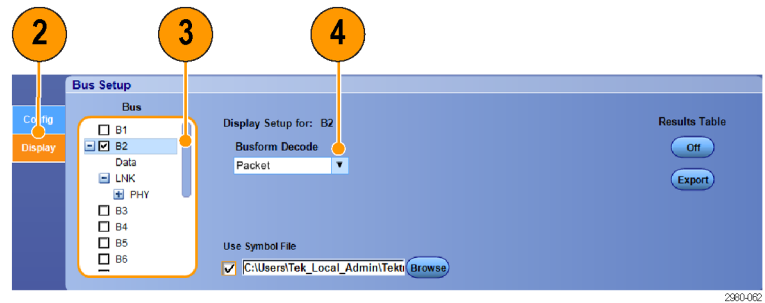 2
3
4
Bus Setup
Config
Display
Bus
B1
B2
Data
LNK
PHY
B3
B4
B5
B6
Display Setup for: B2
Busform Decode
Packet
Use Symbol File
C:\Users\Tek_Local_Admin\Tekt
Browse
Results Table
Off
Export
2980-062